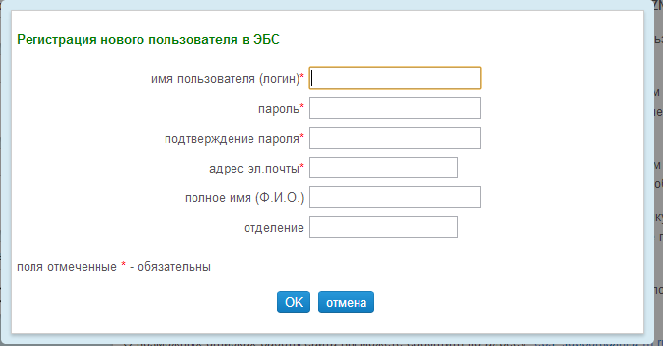 Регистрация нового пользователя в ЭБС
имя пользователя (логин)*
пароль*
подтверждение пароля*
адрес эл.почты*
полное имя (Ф.И.О.)
отделение
поля отмеченные * - обязательны
OK отмена